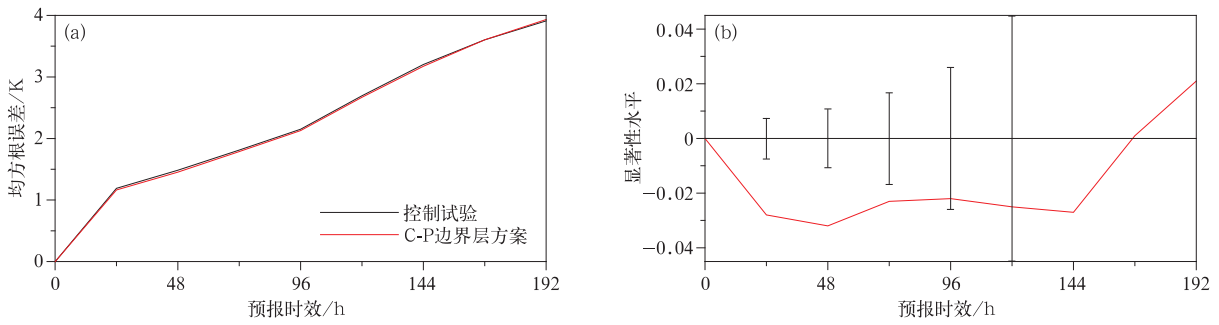 (a)
4
3
2
1
0
均方根误差/K
控制试验
C-P边界层方案
0 48 96 144 192
预报时效/h
(b)
0.04
0.02
0
−0.02
−0.04
显著性水平
0 48 96 144 192
预报时效/h